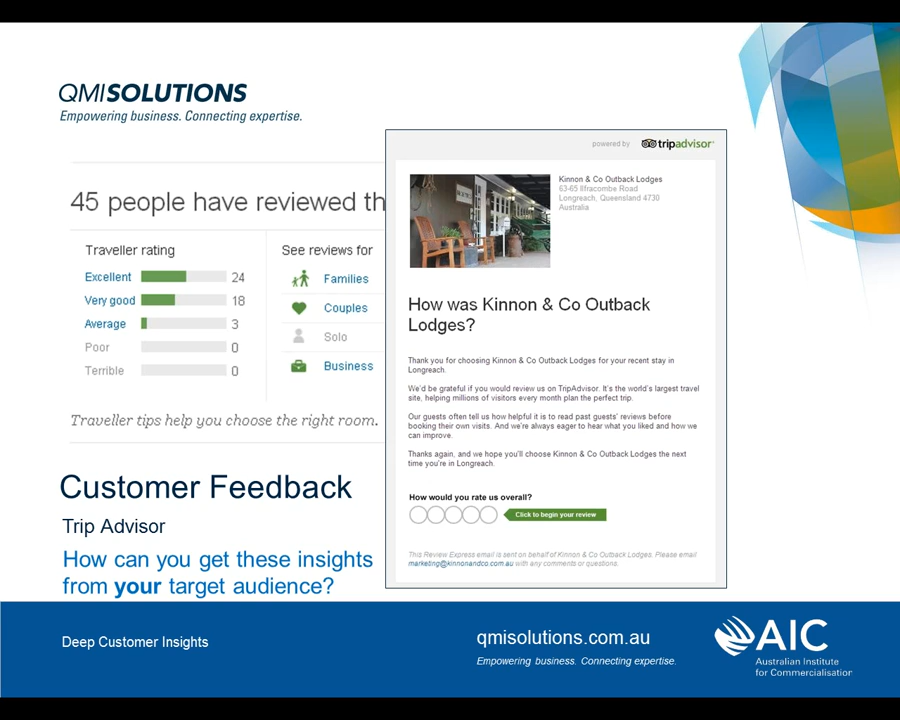 QMISOLUTIONS
Empowering business. Connecting expertise.
45 people have reviewed th
Traveller rating
Excellent 24
Very good 18
Average 3
Poor 0
Terrible 0
See reviews for
Families
Couples
Solo
Business
Traveller tips help you choose the right room.
powered by tripadvisor
Kinnon & Co Outback Lodges
63-65 Ilfracombe Road
Longreach, Queensland 4730
Australia
How was Kinnon & Co Outback
Lodges?
Thank you for choosing Kinnon & Co Outback Lodges for your recent stay in
Longreach.
We'd be grateful if you would review us on TripAdvisor. It's the world's largest travel
site, helping millions of visitors every month plan the perfect trip.
Our guests often tell us how helpful it is to read past guests' reviews before
booking their own visits. And we're always eager to hear what you liked and how we
can improve.
Thanks again, and we hope you'll choose Kinnon & Co Outback Lodges the next
time you're in Longreach.
How would you rate us overall?
Click to begin your review
This Review Express email is sent on behalf of Kinnon & Co Outback Lodges. Please email
marketing@kinnonandco.com.au with any comments or questions.
Customer Feedback
Trip Advisor
How can you get these insights
from your target audience?
Deep Customer Insights
qmisolutions.com.au
Empowering business. Connecting expertise.
AIC
Australian Institute
for Commercialisation